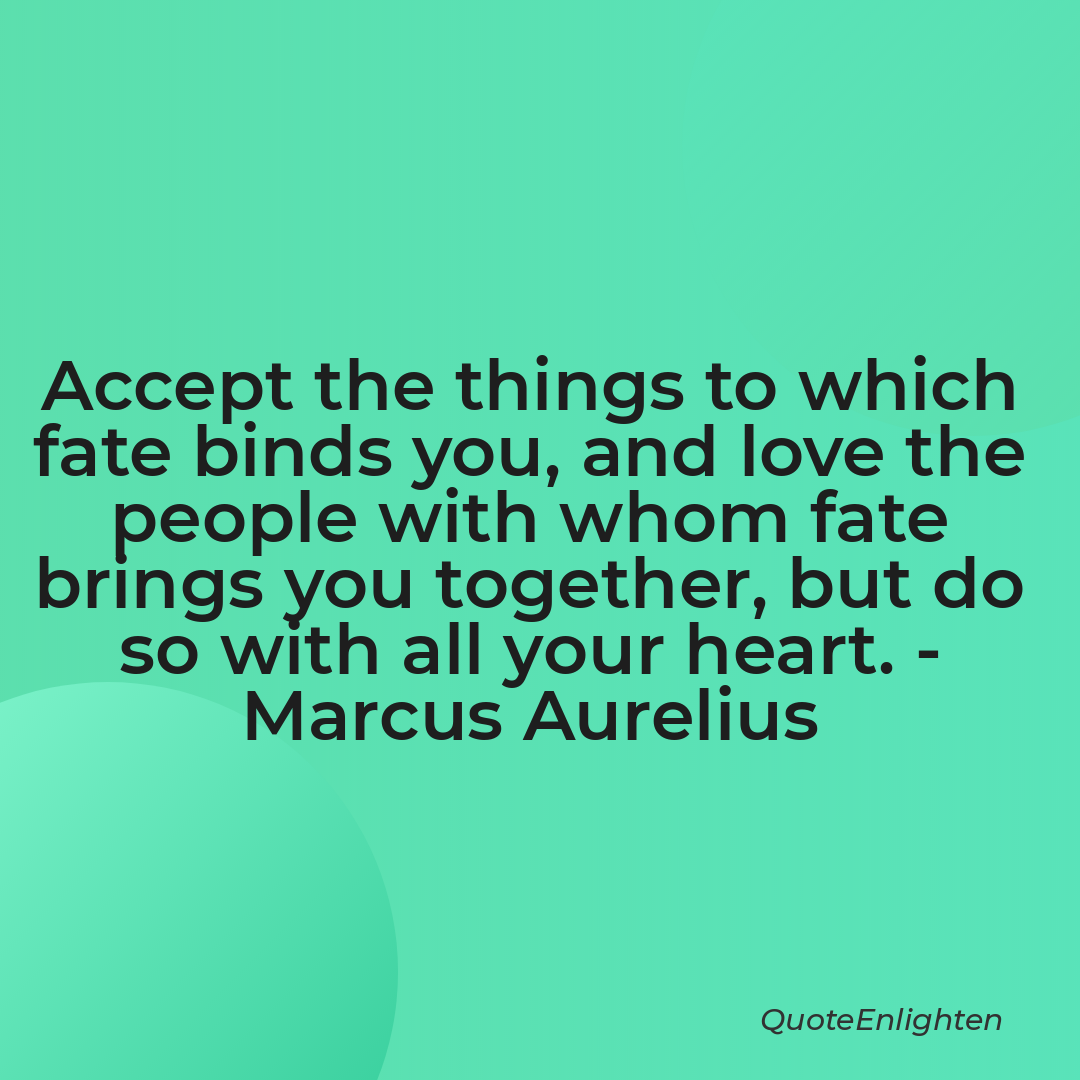 Accept the things to which
fate binds you, and love the
people with whom fate
brings you together, but do
so with all your heart. -
Marcus Aurelius
QuoteEnlighten